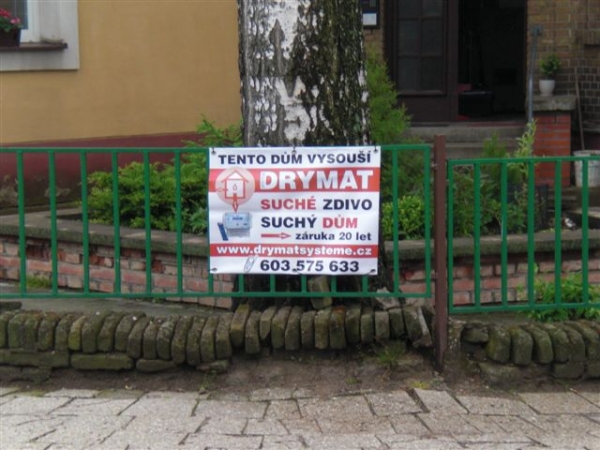 TENTO DŮM VYSOUŠÍ
DRYMAT
SUCHÉ ZDIVO
SUCHÝ DŮM
záruka 20 let
www.drymatsysteme.cz
603 575 633